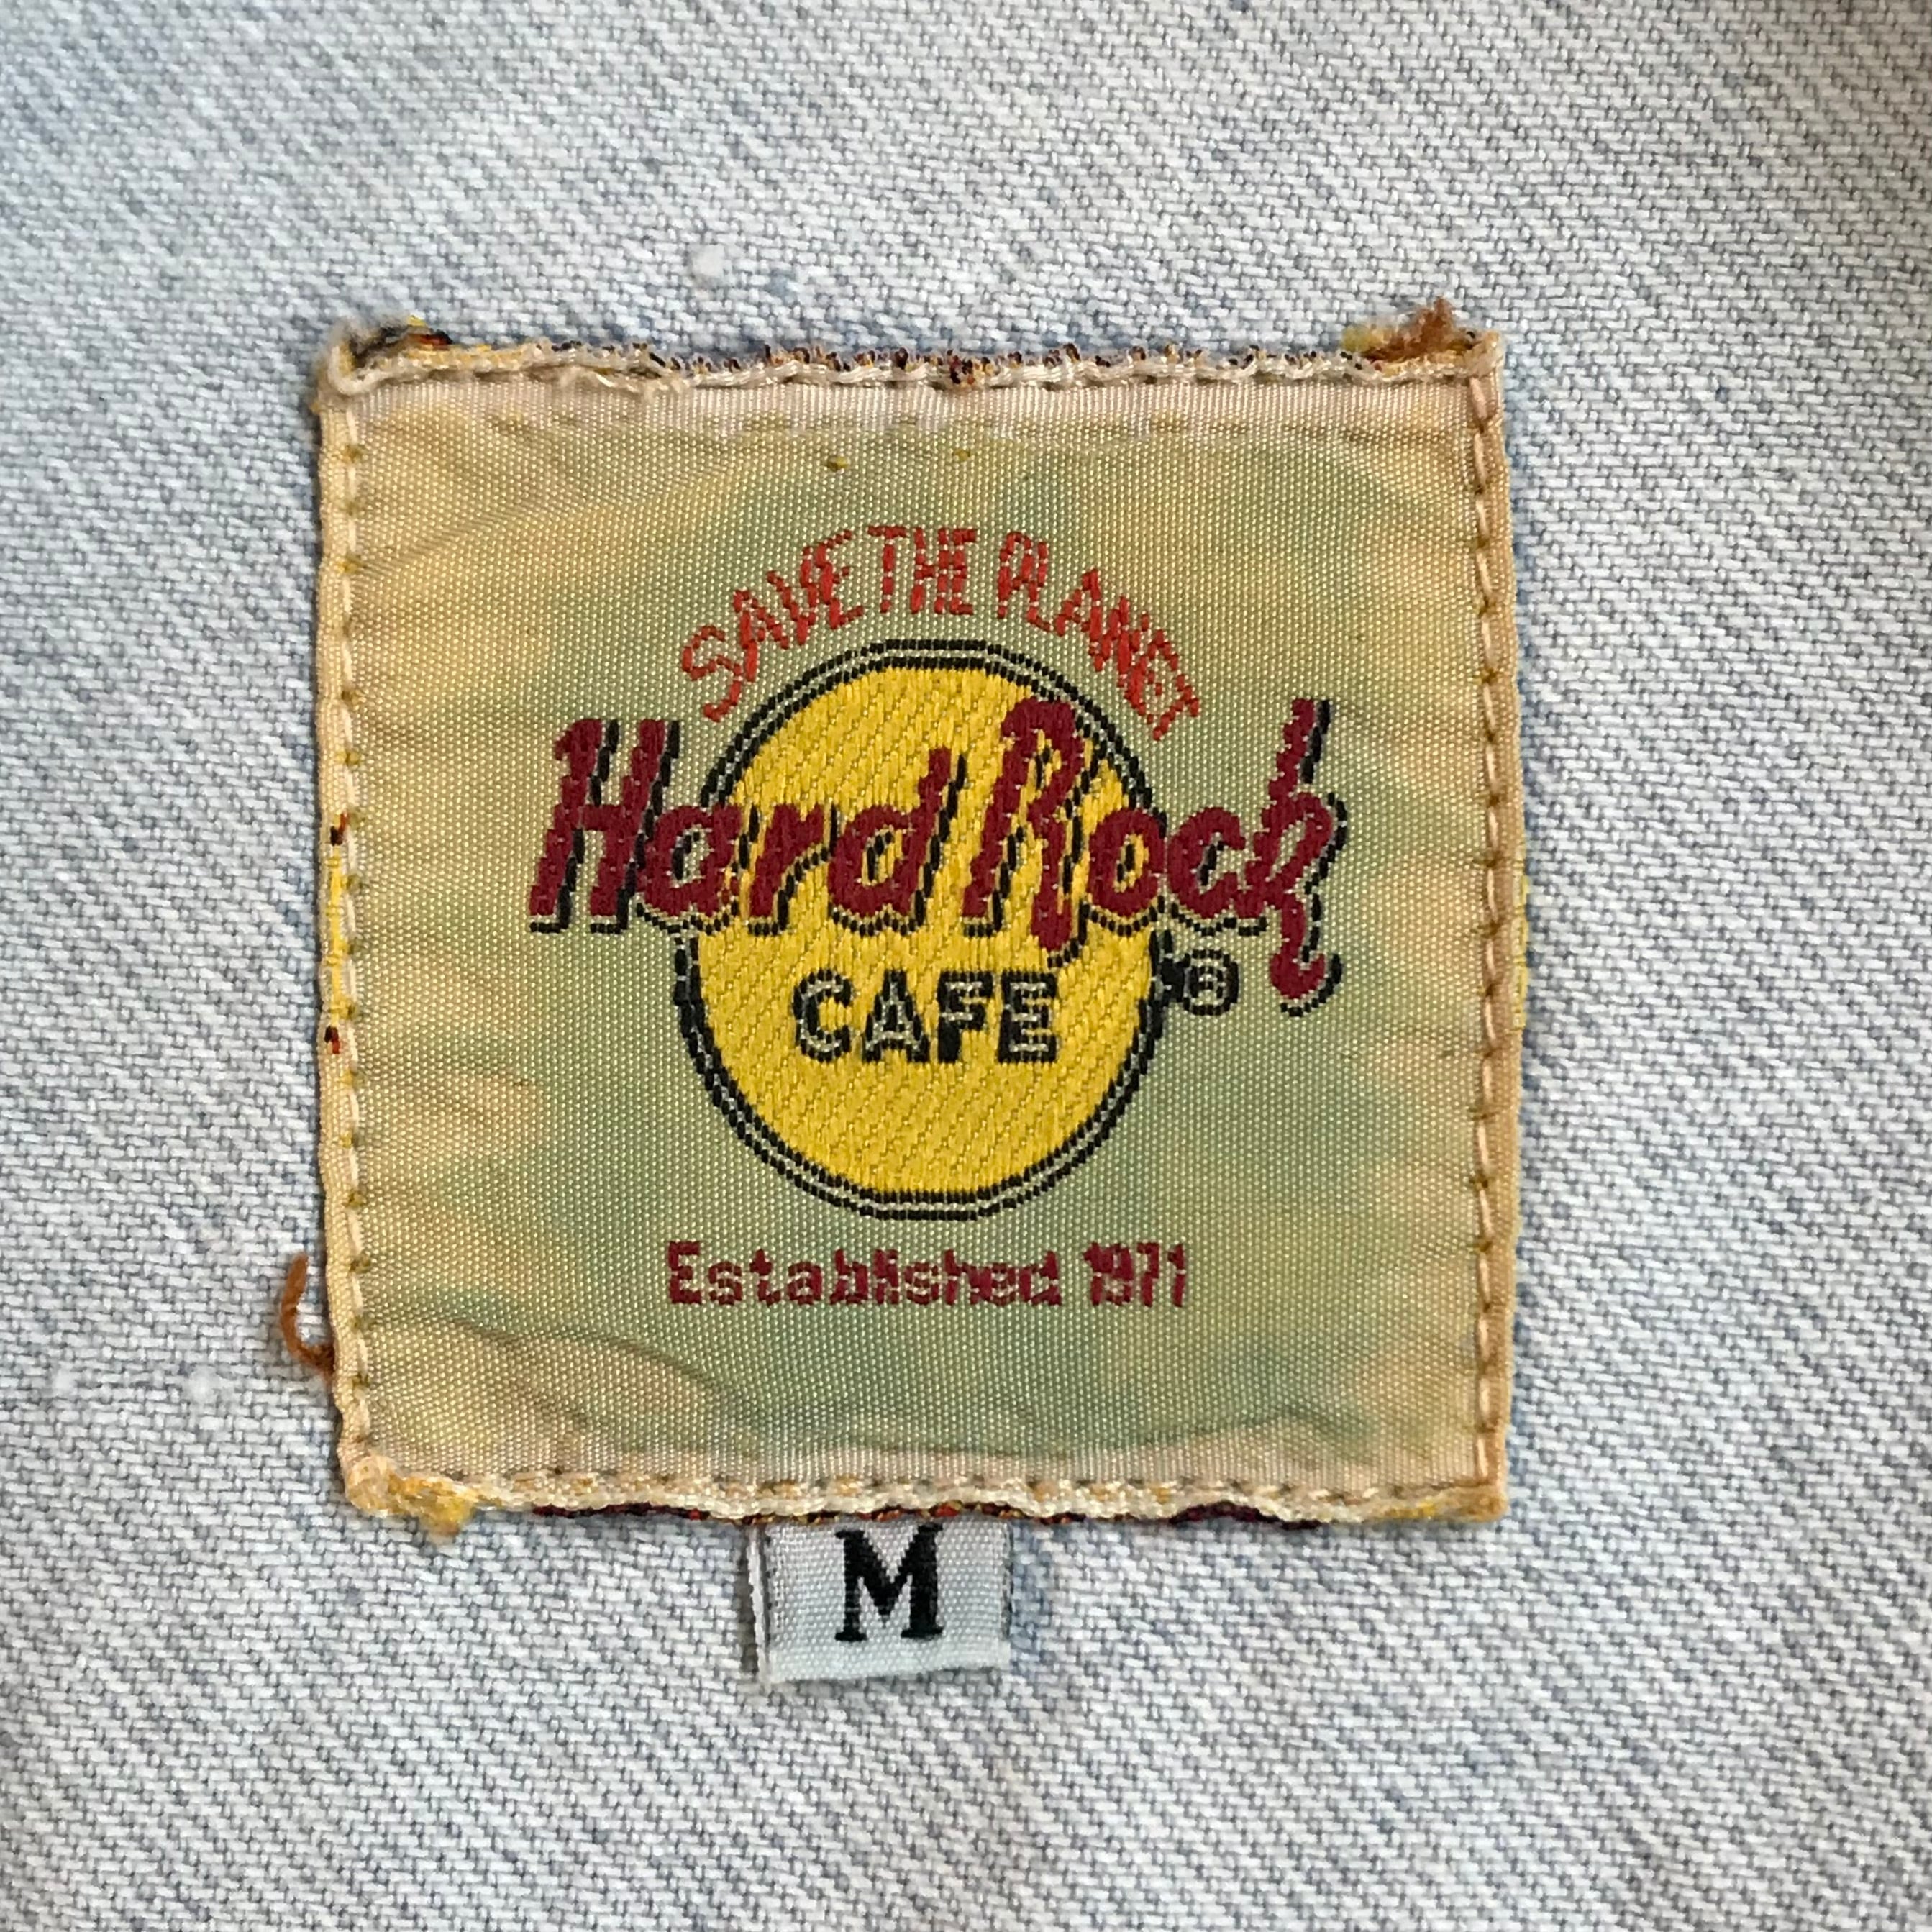 SAVE THE PLANET
Hard Rock
CAFE ®
Established 1971
M